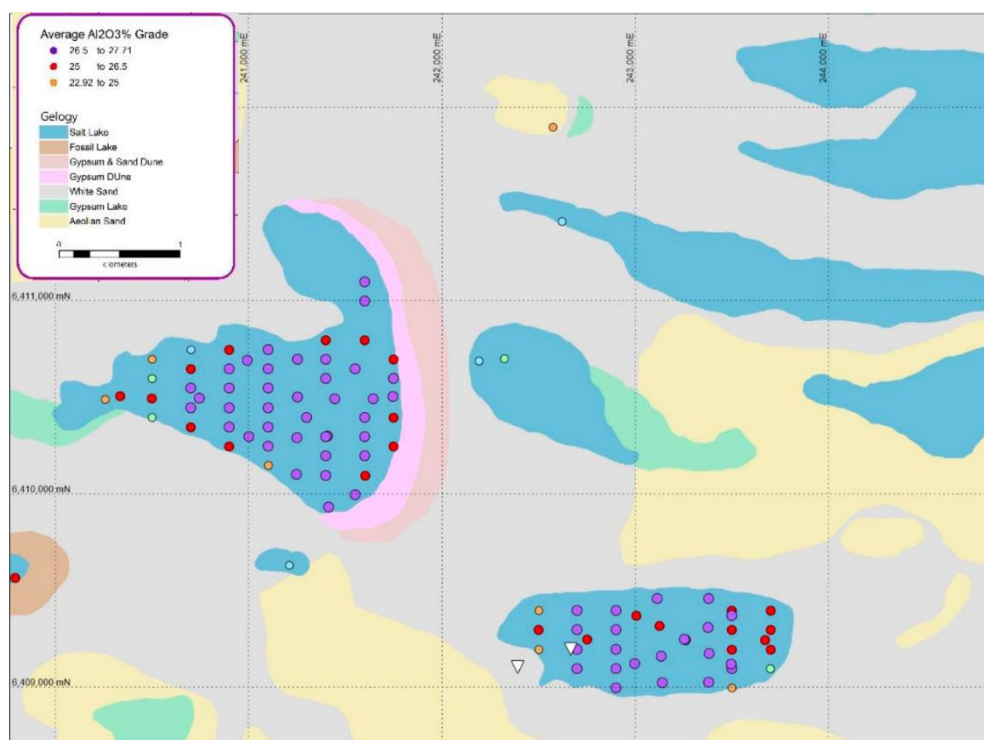 Average Al2O3% Grade
26.5 to 27.71
25 to 26.5
22.92 to 25
Gelogy
Salt Lake
Fossil Lake
Gypsum & Sand Dune
Gypsum DUne
White Sand
Gypsum Lake
Aeolian Sand
0 1
cilometers
241,000 mE
242,000 mE
243,000 mE
244,000 mE
6,411,000 mN
6,410,000 mN
6,409,000 mN